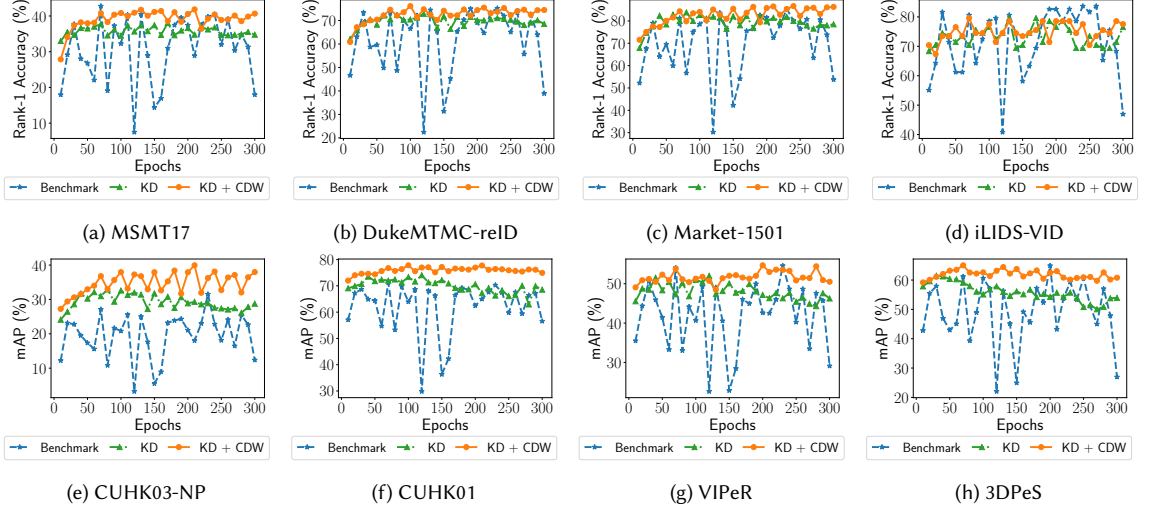 Rank-1 Accuracy (%)
40
30
20
10
0 50 100 150 200 250 300
Epochs
Benchmark KD KD + CDW
(a) MSMT17
Rank-1 Accuracy (%)
70
60
50
40
30
20
0 50 100 150 200 250 300
Epochs
Benchmark KD KD + CDW
(b) DukeMTMC-reID
Rank-1 Accuracy (%)
80
70
60
50
40
30
0 50 100 150 200 250 300
Epochs
Benchmark KD KD + CDW
(c) Market-1501
Rank-1 Accuracy (%)
80
70
60
50
40
0 50 100 150 200 250 300
Epochs
Benchmark KD KD + CDW
(d) iLIDS-VID
mAP (%)
40
30
20
10
0 50 100 150 200 250 300
Epochs
Benchmark KD KD + CDW
(e) CUHK03-NP
mAP (%)
80
70
60
50
40
30
0 50 100 150 200 250 300
Epochs
Benchmark KD KD + CDW
(f) CUHK01
mAP (%)
50
40
30
0 50 100 150 200 250 300
Epochs
Benchmark KD KD + CDW
(g) VIPeR
mAP (%)
60
50
40
30
20
0 50 100 150 200 250 300
Epochs
Benchmark KD KD + CDW
(h) 3DPeS